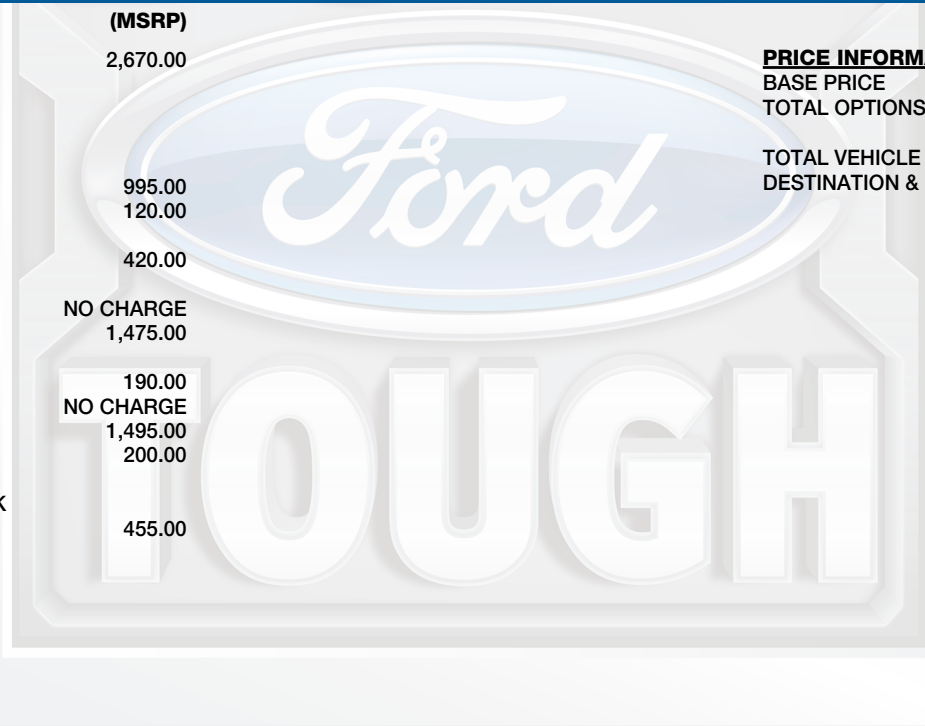 (MSRP)
2,670.00
995.00
120.00
420.00
NO CHARGE
1,475.00
190.00
NO CHARGE
1,495.00
200.00
K
455.00
PRICE INFORM
BASE PRICE
TOTAL OPTIONS
TOTAL VEHICLE
DESTINATION &
Ford
TOUGH